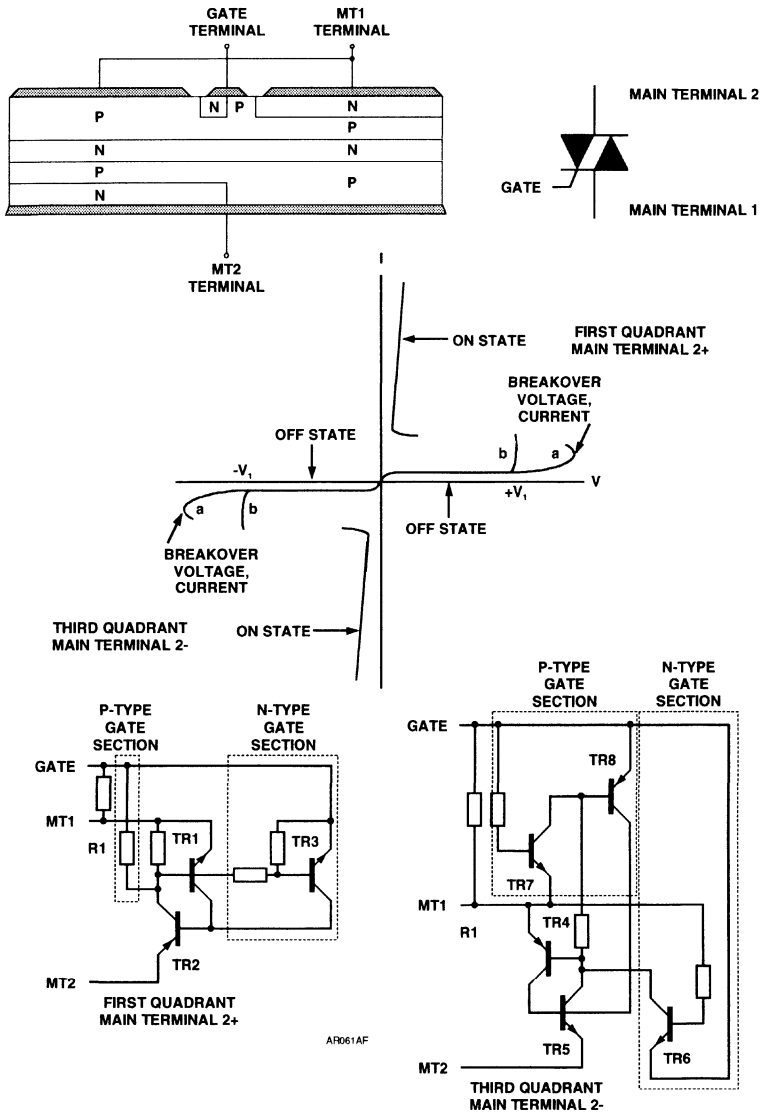 GATE
TERMINAL
MT1
TERMINAL
P
N
P
N
P
N
N
P
P
N
MT2
TERMINAL
MAIN TERMINAL 2
GATE
MAIN TERMINAL 1
I
ON STATE
FIRST QUADRANT
MAIN TERMINAL 2+
BREAKOVER
VOLTAGE,
CURRENT
OFF STATE
b
a
-V1
+V1
V
a
b
OFF STATE
BREAKOVER
VOLTAGE,
CURRENT
THIRD QUADRANT
MAIN TERMINAL 2-
ON STATE
P-TYPE
GATE
SECTION
N-TYPE
GATE
SECTION
GATE
MT1
R1
TR1
TR3
TR2
MT2
FIRST QUADRANT
MAIN TERMINAL 2+
AR061AF
P-TYPE
GATE
SECTION
N-TYPE
GATE
SECTION
GATE
TR8
TR7
MT1
R1
TR4
TR5
TR6
MT2
THIRD QUADRANT
MAIN TERMINAL 2-